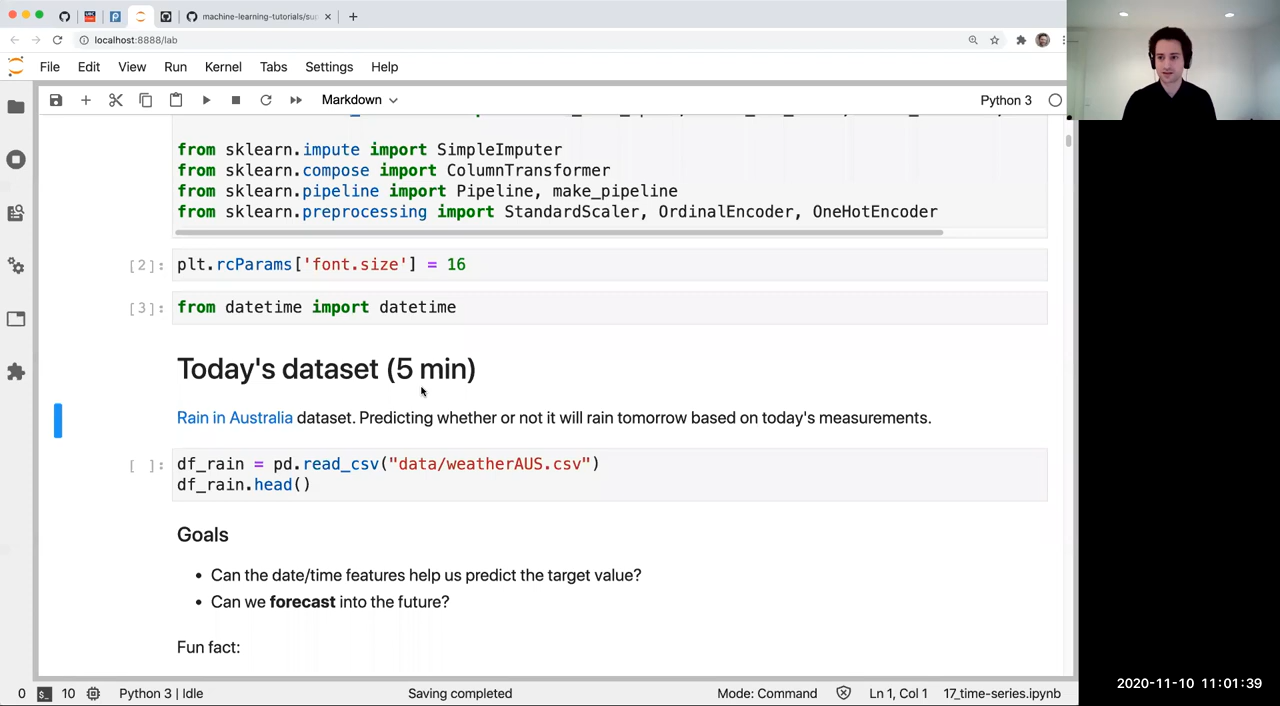 machine-learning-tutorials/su
localhost:8888/lab
File Edit View Run Kernel Tabs Settings Help
Markdown Python 3
from sklearn.impute import SimpleImputer
from sklearn.compose import ColumnTransformer
from sklearn.pipeline import Pipeline, make_pipeline
from sklearn.preprocessing import StandardScaler, OrdinalEncoder, OneHotEncoder
[2]: plt.rcParams['font.size'] = 16
[3]: from datetime import datetime
Today's dataset (5 min)
Rain in Australia dataset. Predicting whether or not it will rain tomorrow based on today's measurements.
[ ]: df_rain = pd.read_csv("data/weatherAUS.csv")
df_rain.head()
Goals
• Can the date/time features help us predict the target value?
• Can we forecast into the future?
Fun fact:
0 10 Python 3 | Idle Saving completed Mode: Command Ln 1, Col 1 17_time-series.ipynb
2020-11-10 11:01:39